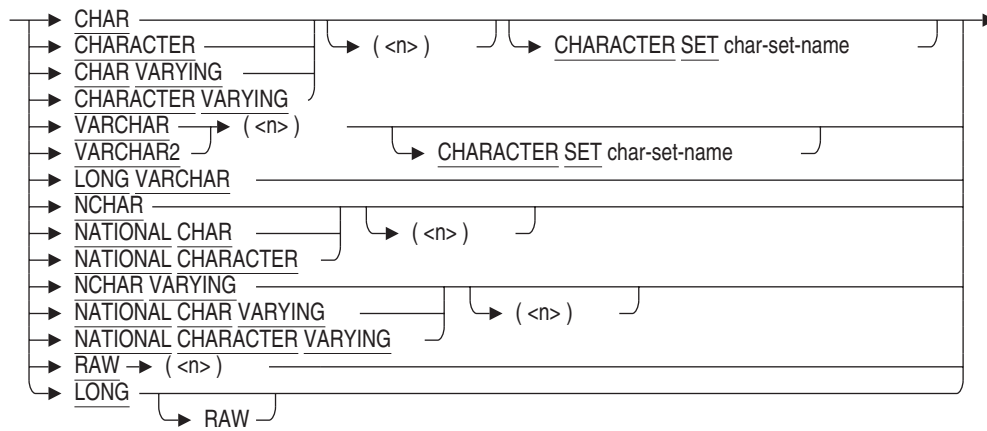 CHAR ( <n> ) CHARACTER SET char-set-name
CHARACTER
CHAR VARYING
CHARACTER VARYING
VARCHAR ( <n> ) CHARACTER SET char-set-name
VARCHAR2
LONG VARCHAR
NCHAR
NATIONAL CHAR ( <n> )
NATIONAL CHARACTER
NCHAR VARYING
NATIONAL CHAR VARYING ( <n> )
NATIONAL CHARACTER VARYING
RAW ( <n> )
LONG
RAW